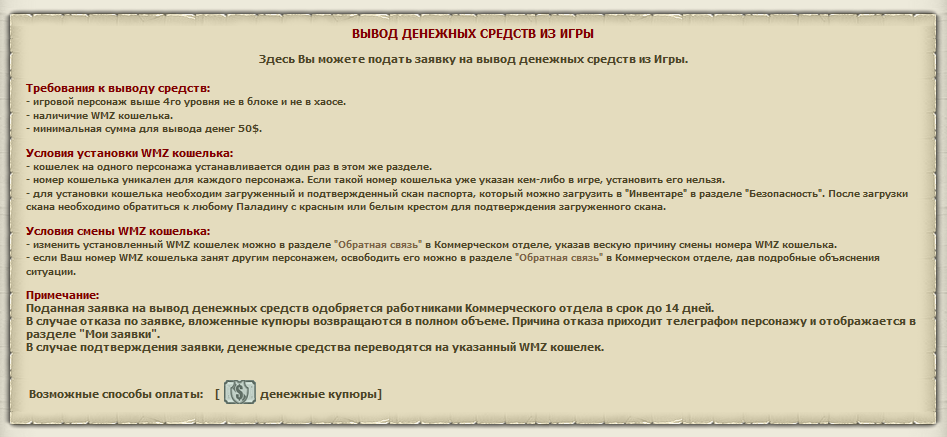 ВЫВОД ДЕНЕЖНЫХ СРЕДСТВ ИЗ ИГРЫ
Здесь Вы можете подать заявку на вывод денежных средств из Игры.
Требования к выводу средств:
- игровой персонаж выше 4го уровня не в блоке и не в хаосе.
- наличичие WMZ кошелька.
- минимальная сумма для вывода денег 50$.
Условия установки WMZ кошелька:
- кошелек на одного персонажа устанавливается один раз в этом же разделе.
- номер кошелька уникален для каждого персонажа. Если такой номер кошелька уже указан кем-либо в игре, установить его нельзя.
- для установки кошелька необходим загруженный и подтвержденный скан паспорта, который можно загрузить в "Инвентаре" в разделе "Безопасность". После загрузки
скана необходимо обратиться к любому Паладину с красным или белым крестом для подтверждения загруженного скана.
Условия смены WMZ кошелька:
- изменить установленный WMZ кошелек можно в разделе "Обратная связь" в Коммерческом отделе, указав вескую причину смены номера WMZ кошелька.
- если Ваш номер WMZ кошелька занят другим персонажем, освободить его можно в разделе "Обратная связь" в Коммерческом отделе, дав подробные объяснения
ситуации.
Примечание:
Поданная заявка на вывод денежных средств одобряется работниками Коммерческого отдела в срок до 14 дней.
В случае отказа по заявке, вложенные купюры возвращаются в полном объеме. Причина отказа приходит телеграфом персонажу и отображается в
разделе "Мои заявки".
В случае подтверждения заявки, денежные средства переводятся на указанный WMZ кошелек.
Возможные способы оплаты: [ $ денежные купюры]